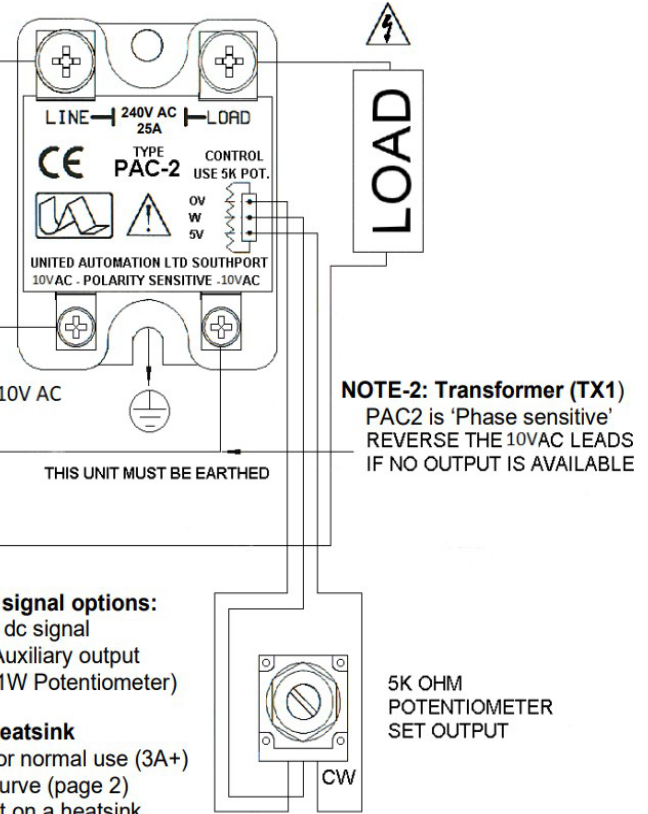 LINE 240V AC LOAD
25A
TYPE
PAC-2
CONTROL
USE 5K POT.
0V
W
5V
UNITED AUTOMATION LTD SOUTHPORT
10VAC - POLARITY SENSITIVE -10VAC
LOAD
10V AC
THIS UNIT MUST BE EARTHED
NOTE-2: Transformer (TX1)
PAC2 is 'Phase sensitive'
REVERSE THE 10VAC LEADS
IF NO OUTPUT IS AVAILABLE
signal options:
dc signal
Auxiliary output
1W Potentiometer)
or normal use (3A+)
(page 2)
on a heatsink
5K OHM
POTENTIOMETER
SET OUTPUT
CW